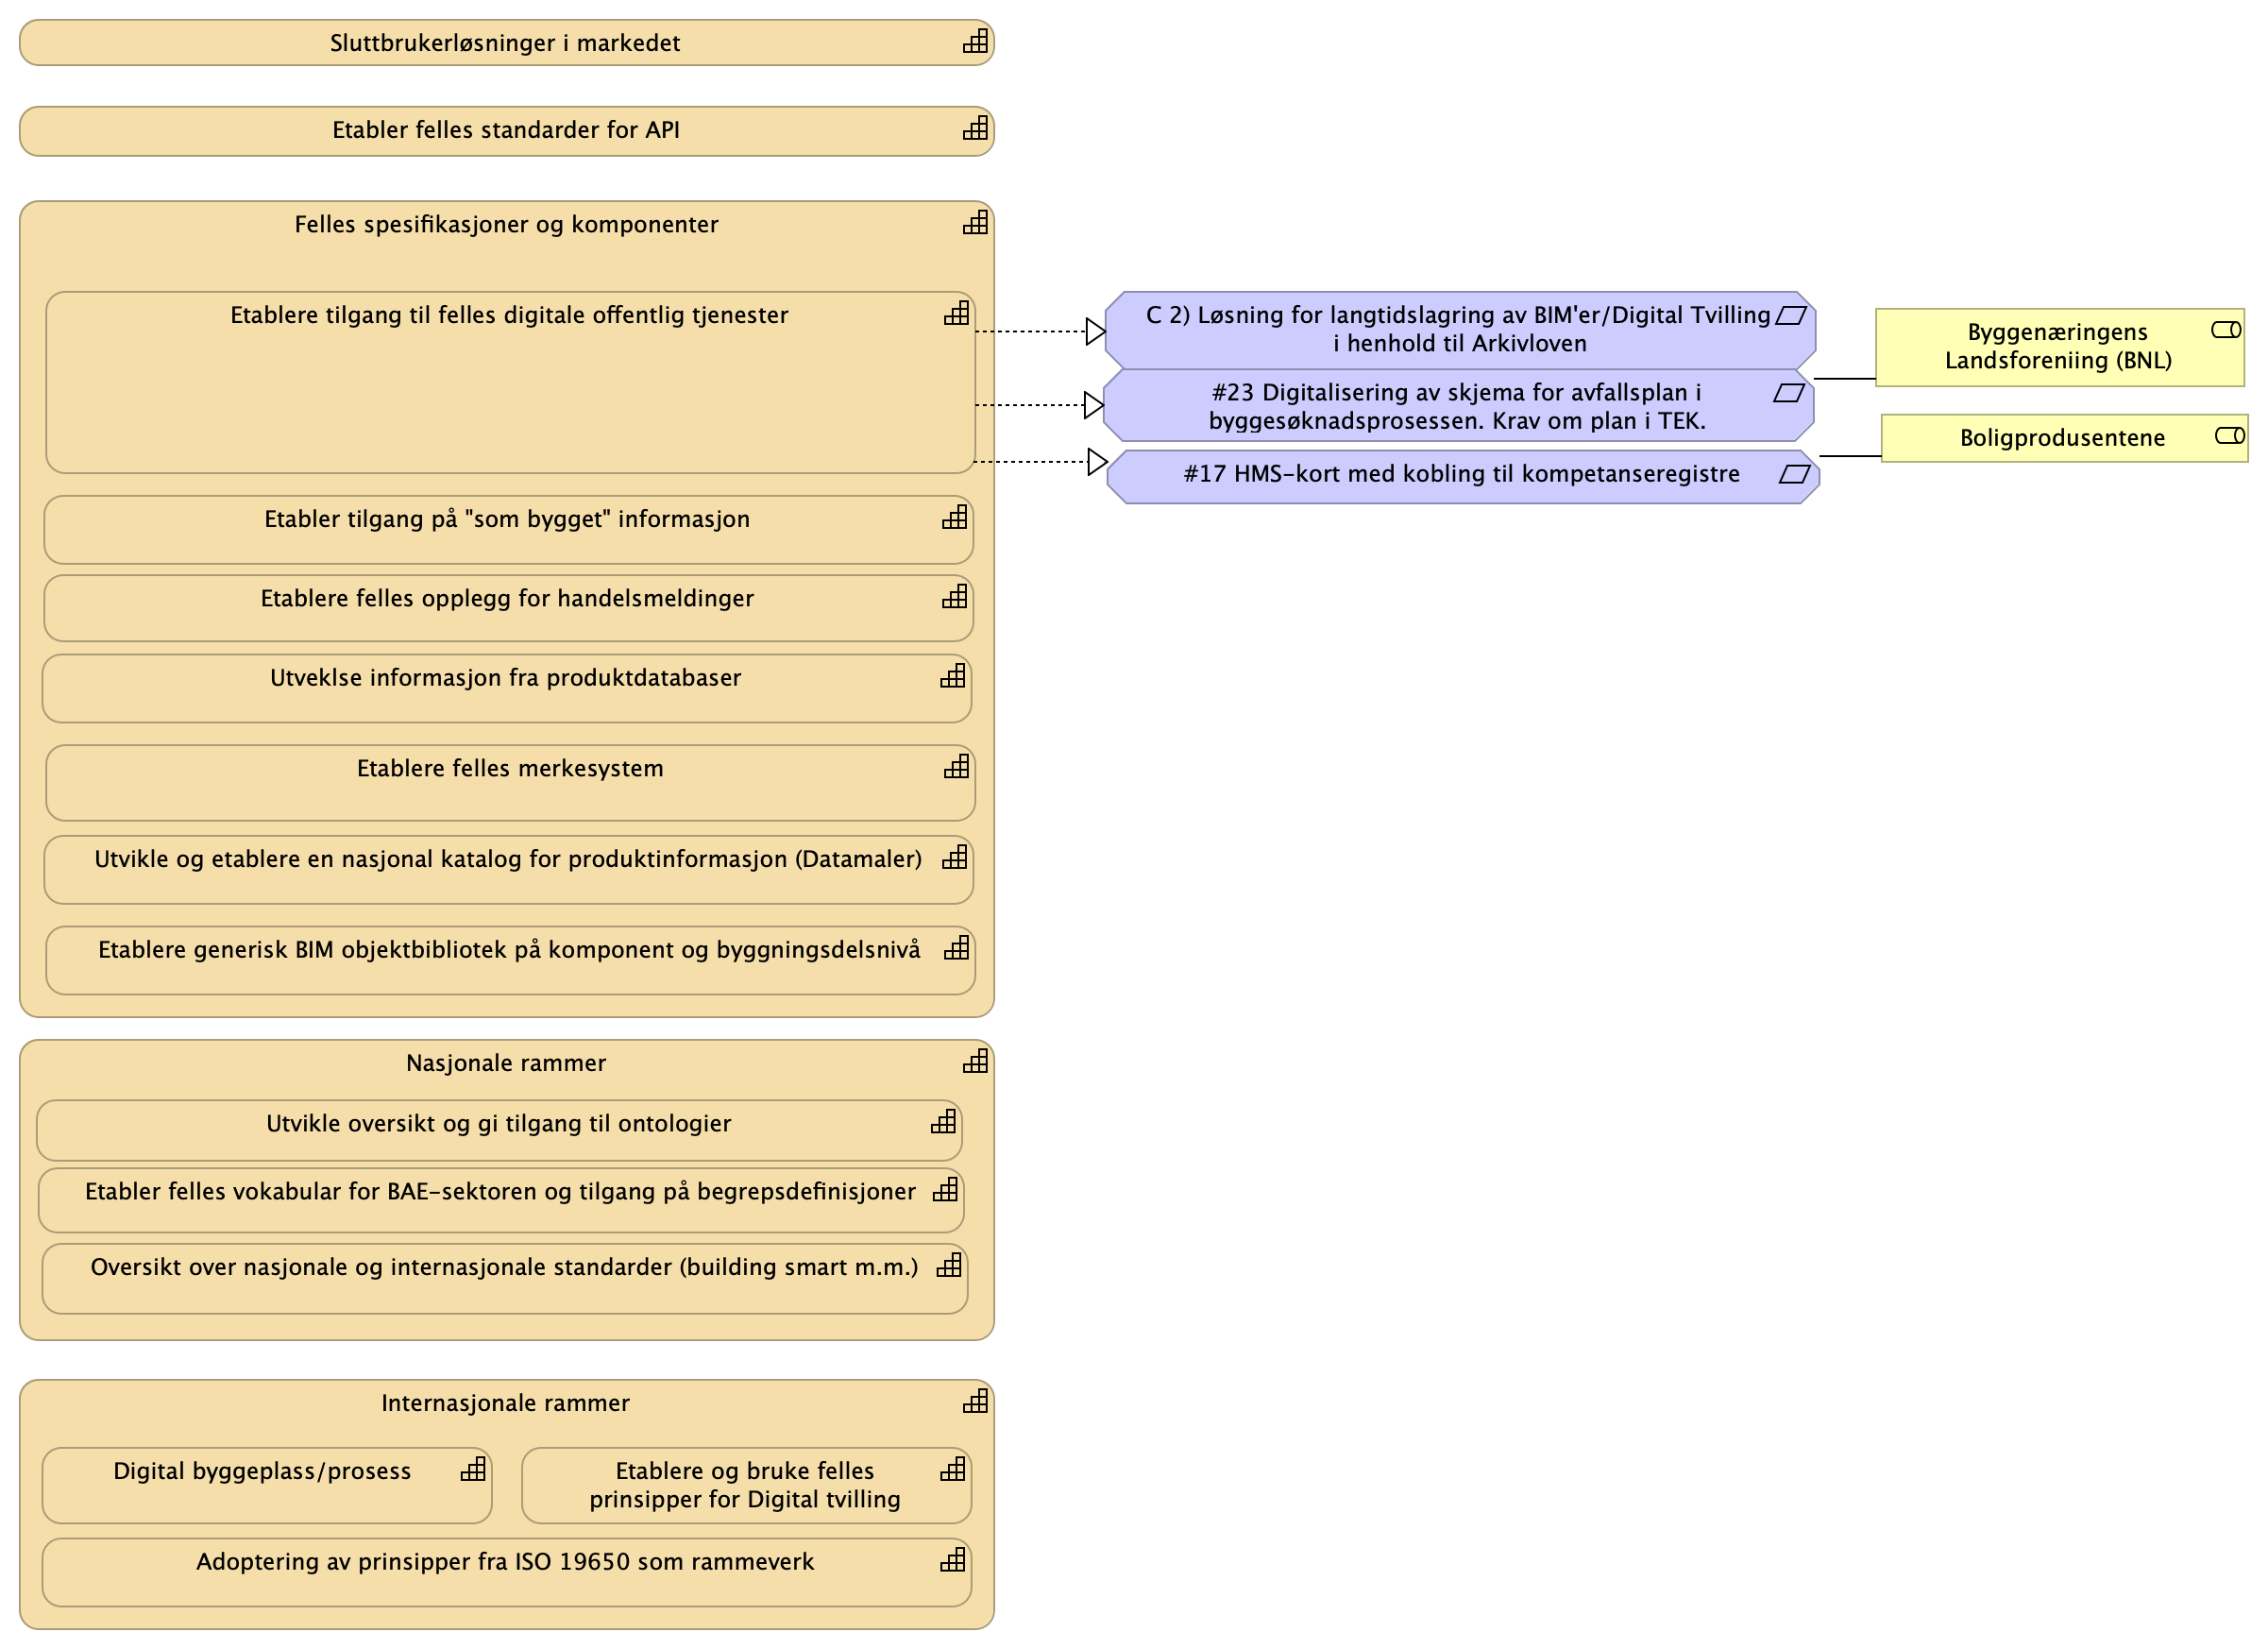 Sluttbrukerløsninger i markedet
Etabler felles standarder for API
Felles spesifikasjoner og komponenter
Etablere tilgang til felles digitale offentlig tjenester
Etabler tilgang på "som bygget" informasjon
Etablere felles opplegg for handelsmeldinger
Utveklse informasjon fra produktdatabaser
Etablere felles merkesystem
Utvikle og etablere en nasjonal katalog for produktinformasjon (Datamaler)
Etablere generisk BIM objektbibliotek på komponent og byggningsdelsnivå
C 2) Løsning for langtidslagring av BIM'er/Digital Tvilling
i henhold til Arkivloven
#23 Digitalisering av skjema for avfallsplan i
byggesøknadsprosessen. Krav om plan i TEK.
#17 HMS-kort med kobling til kompetanseregistre
Byggenæringens
Landsforeniing (BNL)
Boligprodusentene
Nasjonale rammer
Utvikle oversikt og gi tilgang til ontologier
Etabler felles vokabular for BAE-sektoren og tilgang på begrepsdefinisjoner
Oversikt over nasjonale og internasjonale standarder (building smart m.m.)
Internasjonale rammer
Digital byggeplass/prosess
Etablere og bruke felles
prinsipper for Digital tvilling
Adoptering av prinsipper fra ISO 19650 som rammeverk